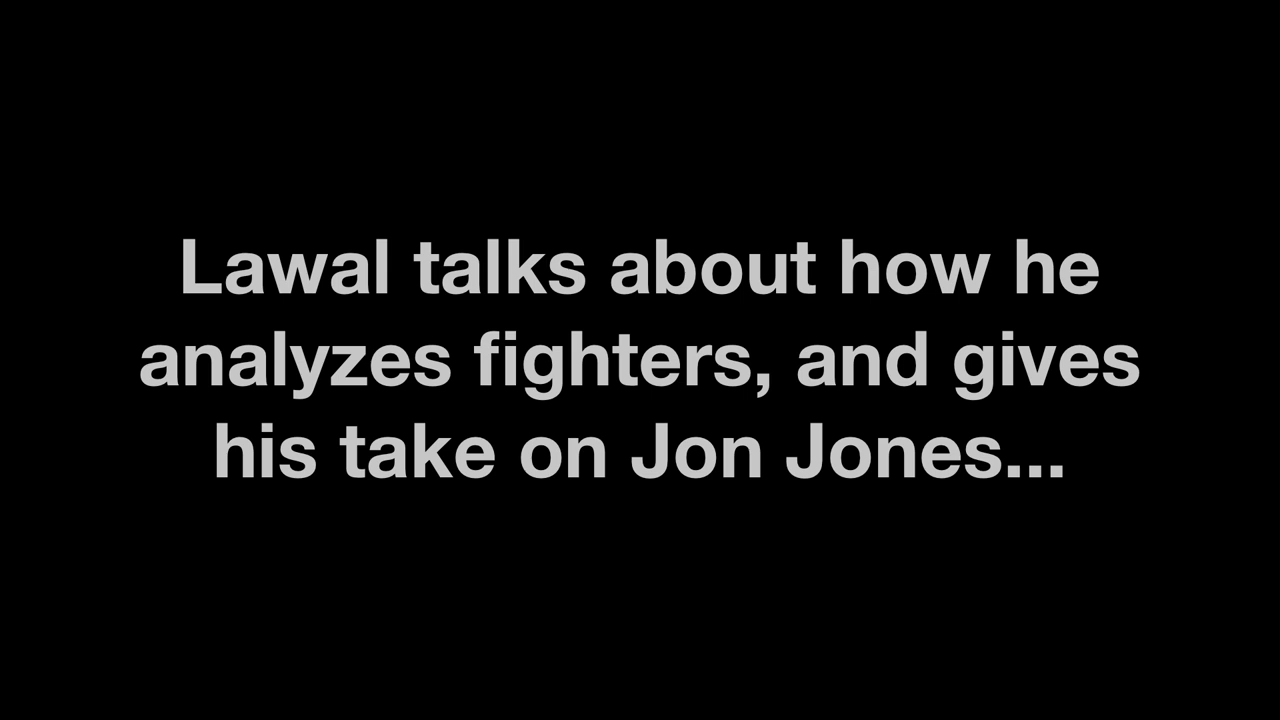 Lawal talks about how he
analyzes fighters, and gives
his take on Jon Jones...